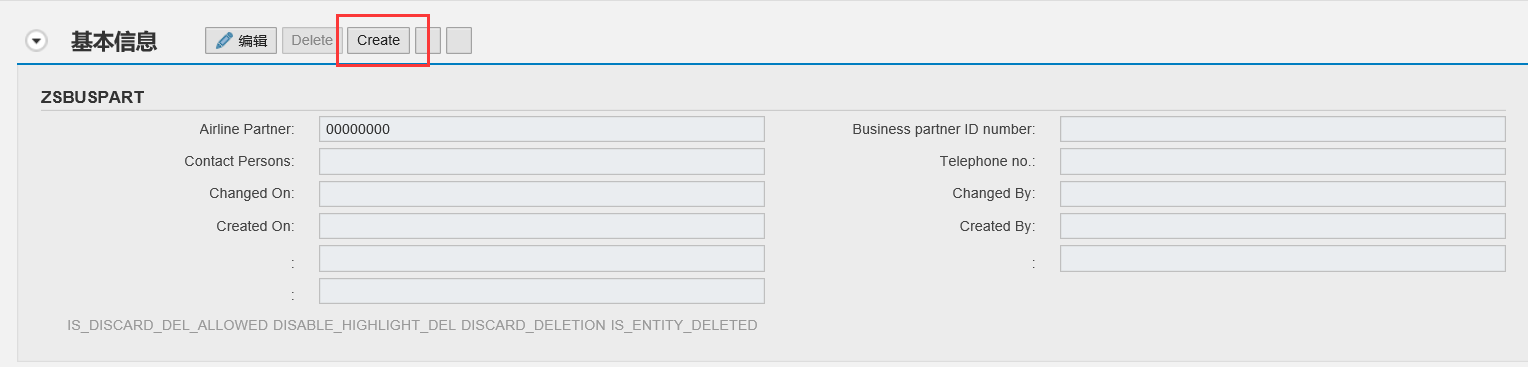 基本信息 编辑 Delete Create
ZSBUSPART
Airline Partner: 00000000 Business partner ID number:
Contact Persons: Telephone no.:
Changed On: Changed By:
Created On: Created By:
: :
:
IS_DISCARD_DEL_ALLOWED DISABLE_HIGHLIGHT_DEL DISCARD_DELETION IS_ENTITY_DELETED